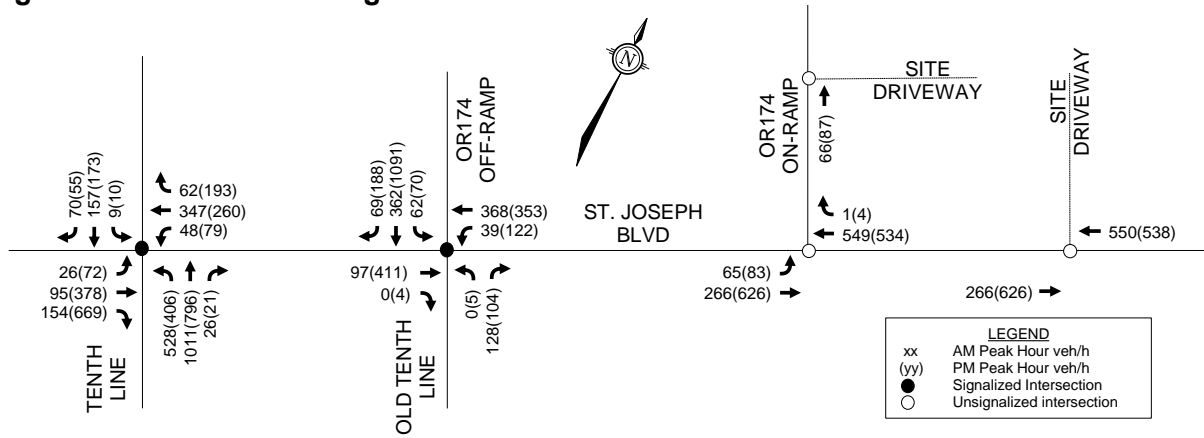 N
OR174
OFF-RAMP
OR174
ON-RAMP
SITE
DRIVEWAY
SITE
DRIVEWAY
66(87)
70(55)
157(173)
9(10)
62(193)
347(260)
48(79)
69(188)
362(1091)
62(70)
368(353)
39(122)
ST. JOSEPH
BLVD
1(4)
549(534)
550(538)
26(72)
95(378)
154(669)
528(406)
1011(796)
26(21)
97(411)
0(4)
0(5)
128(104)
65(83)
266(626)
266(626)
TENTH
LINE
OLD TENTH
LINE
LEGEND
xx AM Peak Hour veh/h
(yy) PM Peak Hour veh/h
Signalized Intersection
Unsignalized intersection